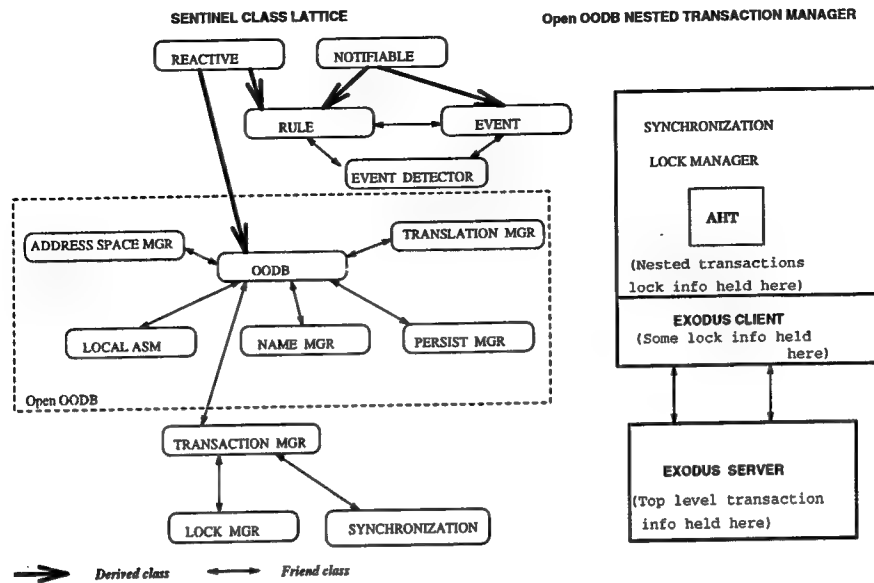 SENTINEL CLASS LATTICE
REACTIVE
NOTIFIABLE
RULE
EVENT
EVENT DETECTOR
ADDRESS SPACE MGR
TRANSLATION MGR
OODB
LOCAL ASM
NAME MGR
PERSIST MGR
Open OODB
TRANSACTION MGR
LOCK MGR
SYNCHRONIZATION
Derived class
Friend class
Open OODB NESTED TRANSACTION MANAGER
SYNCHRONIZATION
LOCK MANAGER
AHT
(Nested transactions
lock info held here)
EXODUS CLIENT
(Some lock info held
here)
EXODUS SERVER
(Top level transaction
info held here)